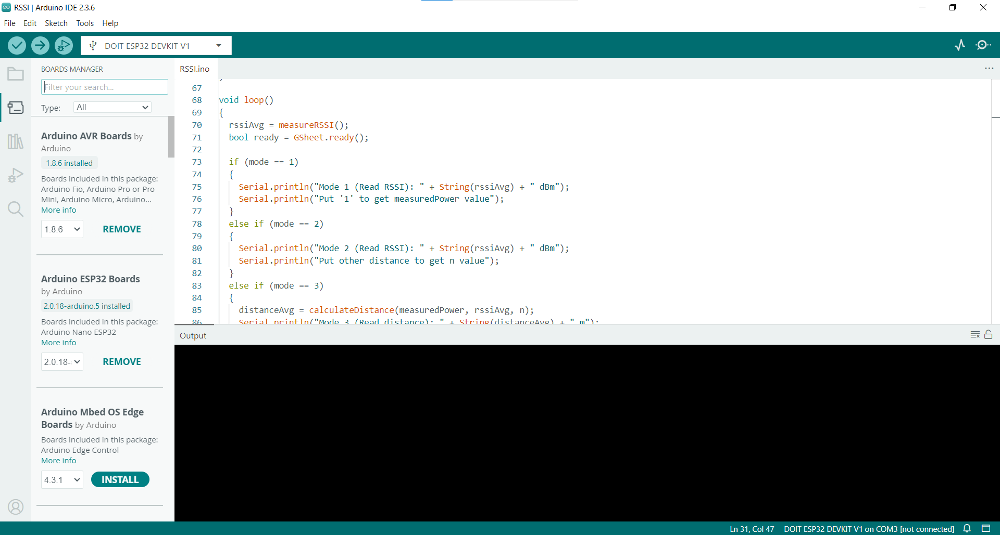 RSSI | Arduino IDE 2.3.6
File Edit Sketch Tools Help
DOIT ESP32 DEVKIT V1
BOARDS MANAGER
Filter your search...
Type: All
Arduino AVR Boards by
Arduino
1.8.6 installed
Boards included in this package:
Arduino Fio, Arduino Pro or Pro
Mini, Arduino Micro, Arduino...
More info
1.8.6 REMOVE
Arduino ESP32 Boards
by Arduino
2.0.18-arduino.5 installed
Boards included in this package:
Arduino Nano ESP32
More info
2.0.18- REMOVE
Arduino Mbed OS Edge
Boards by Arduino
Boards included in this package:
Arduino Edge Control
More info
4.3.1 INSTALL
RSSI.ino
67
68 void loop()
69 {
70 rssiAvg = measureRSSI();
71 bool ready = GSheet.ready();
72
73 if (mode == 1)
74 {
75 Serial.println("Mode 1 (Read RSSI): " + String(rssiAvg) + " dBm");
76 Serial.println("Put '1' to get measuredPower value");
77 }
78 else if (mode == 2)
79 {
80 Serial.println("Mode 2 (Read RSSI): " + String(rssiAvg) + " dBm");
81 Serial.println("Put other distance to get n value");
82 }
83 else if (mode == 3)
84 {
85 distanceAvg = calculateDistance(measuredPower, rssiAvg, n);
86 Serial.println("Mode 3 (Read distance): " + String(distanceAvg) + " m");
Output
Ln 31, Col 47 DOIT ESP32 DEVKIT V1 on COM3 [not connected]